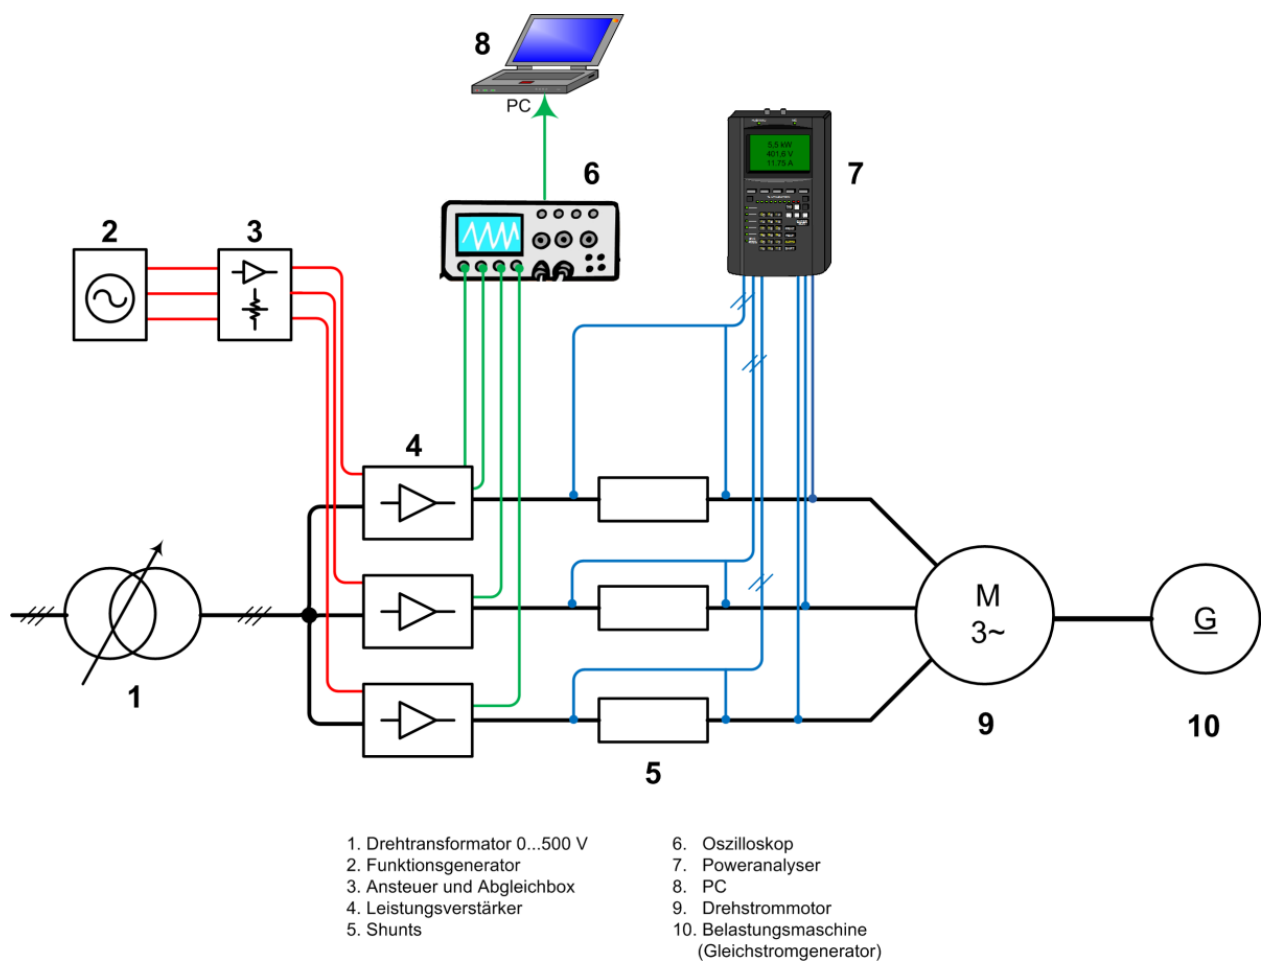 8
PC
6
5,5 kW
401,6 V
11.75 A
7
2
3
4
1
5
M
3~
9
G
10
1. Drehtransformator 0...500 V
2. Funktionsgenerator
3. Ansteuer und Abgleichbox
4. Leistungsverstärker
5. Shunts
6. Oszilloskop
7. Poweranalyser
8. PC
9. Drehstrommotor
10. Belastungsmaschine
(Gleichstromgenerator)